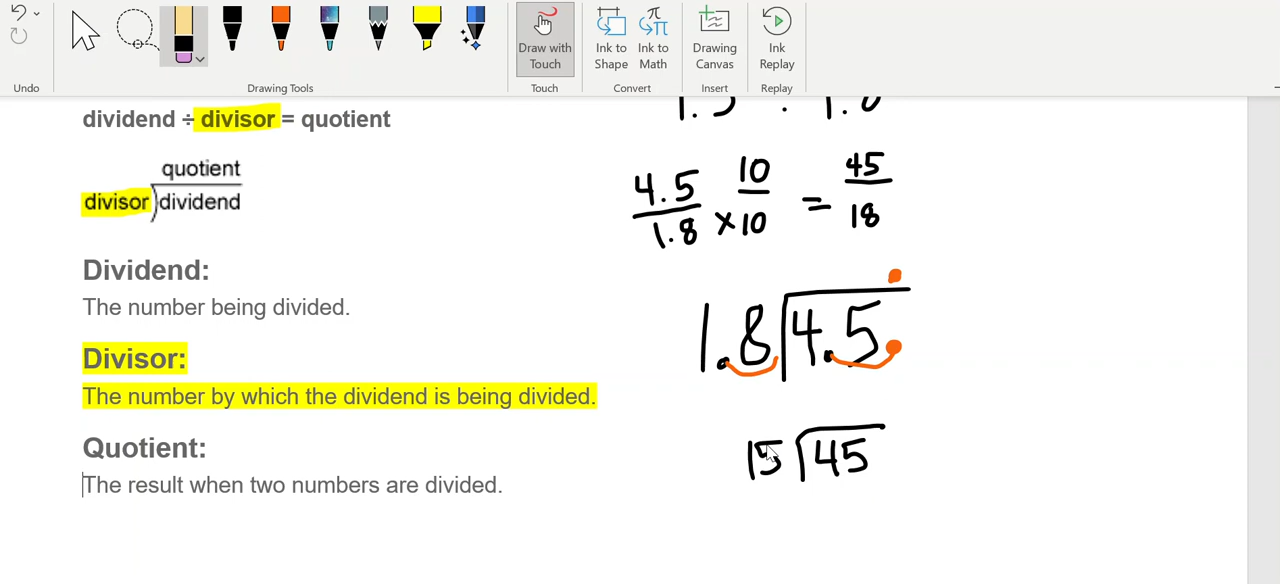 Draw with Touch
Ink to Shape
Ink to Math
Drawing Canvas
Ink Replay
Undo
Drawing Tools
Touch
Convert
Insert
Replay
dividend ÷ divisor = quotient
quotient
divisor)dividend
Dividend:
The number being divided.
Divisor:
The number by which the dividend is being divided.
Quotient:
The result when two numbers are divided.
4.5 10 45
1.8 × 10 = 18
1.8 4.5.
15 45